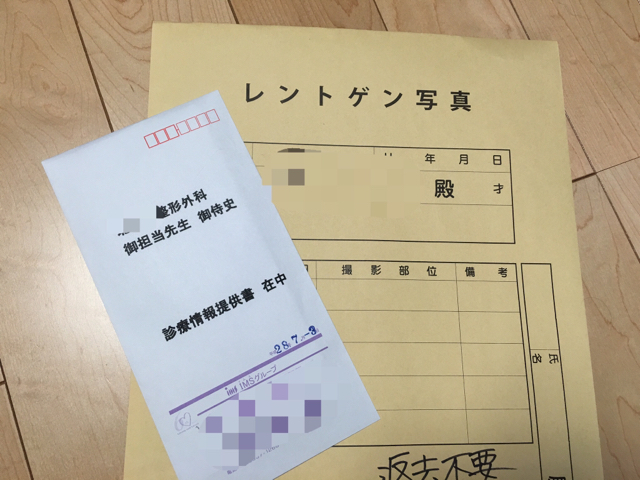 レントゲン写真
年 月 日
殿 才
撮影部位 備考
氏名
返去不要
整形外科
御担当先生 御侍史
診療情報提供書 在中
28.7.-3
ims IMSグループ